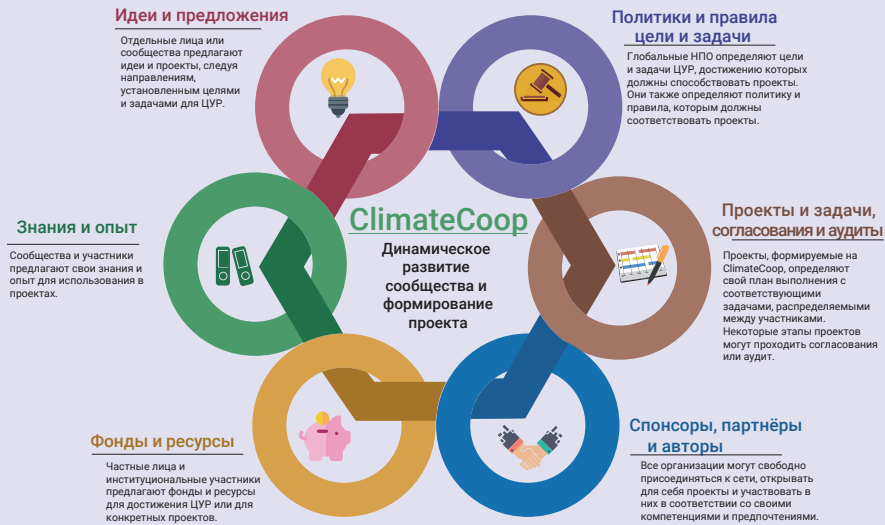 Идеи и предложения
Отдельные лица или
сообщества предлагают
идеи и проекты, следуя
направлениям,
установленным целями
и задачами для ЦУР.
Политики и правила
цели и задачи
Глобальные НПО определяют цели
и задачи ЦУР, достижению которых
должны способствовать проекты.
Они также определяют политику и
правила, которым должны
соответствовать проекты.
Знания и опыт
Сообщества и участники
предлагают свои знания и
опыт для использования в
проектах.
ClimateCoop
Динамическое
развитие
сообщества и
формирование
проекта
Проекты и задачи,
согласования и аудиты
Проекты, формируемые на
ClimateCoop, определяют
свой план выполнения с
соответствующими
задачами, распределяемыми
между участниками.
Некоторые этапы проектов
могут проходить согласования
или аудит.
Фонды и ресурсы
Частные лица и
институциональные участники
предлагают фонды и ресурсы
для достижения ЦУР или для
конкретных проектов.
Спонсоры, партнёры
и авторы
Все организации могут свободно
присоединяться к сети, открывать
для себя проекты и участвовать в
них в соответствии со своими
компетенциями и предпочтениями.